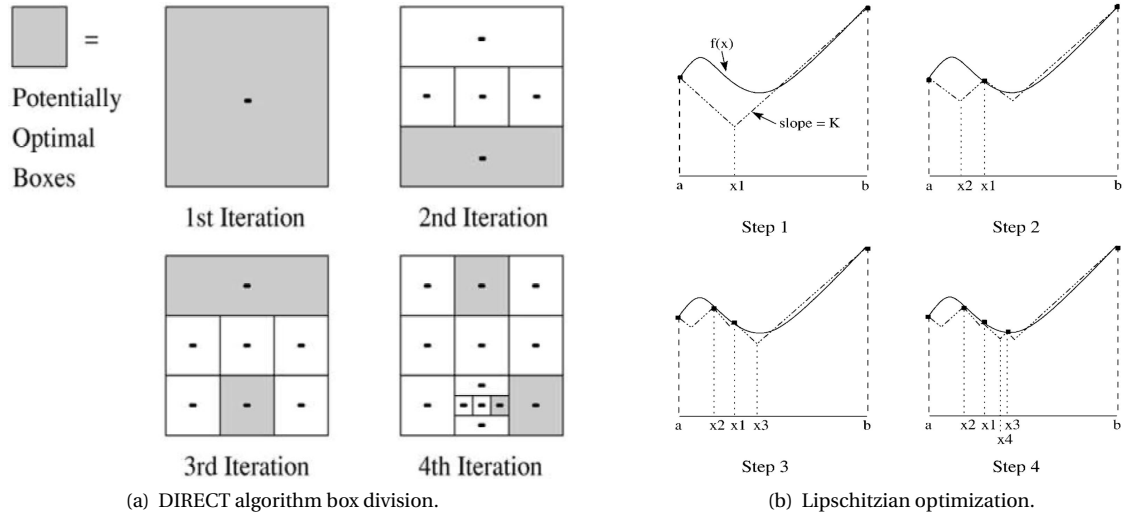 =
Potentially
Optimal
Boxes
1st Iteration
2nd Iteration
3rd Iteration
4th Iteration
(a) DIRECT algorithm box division.
f(x)
slope = K
a x1 b
Step 1
a x2 x1 b
Step 2
a x2 x1 x3 b
Step 3
a x2 x1 x3 b
x4
Step 4
(b) Lipschitzian optimization.